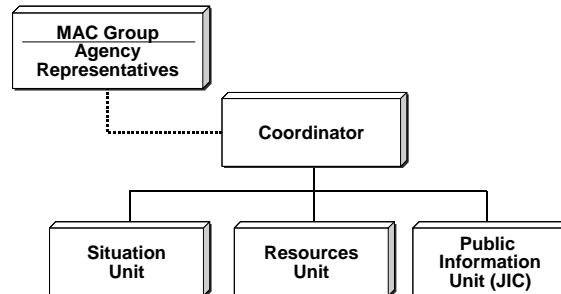 MAC Group
Agency
Representatives
Coordinator
Situation
Unit
Resources
Unit
Public
Information
Unit (JIC)